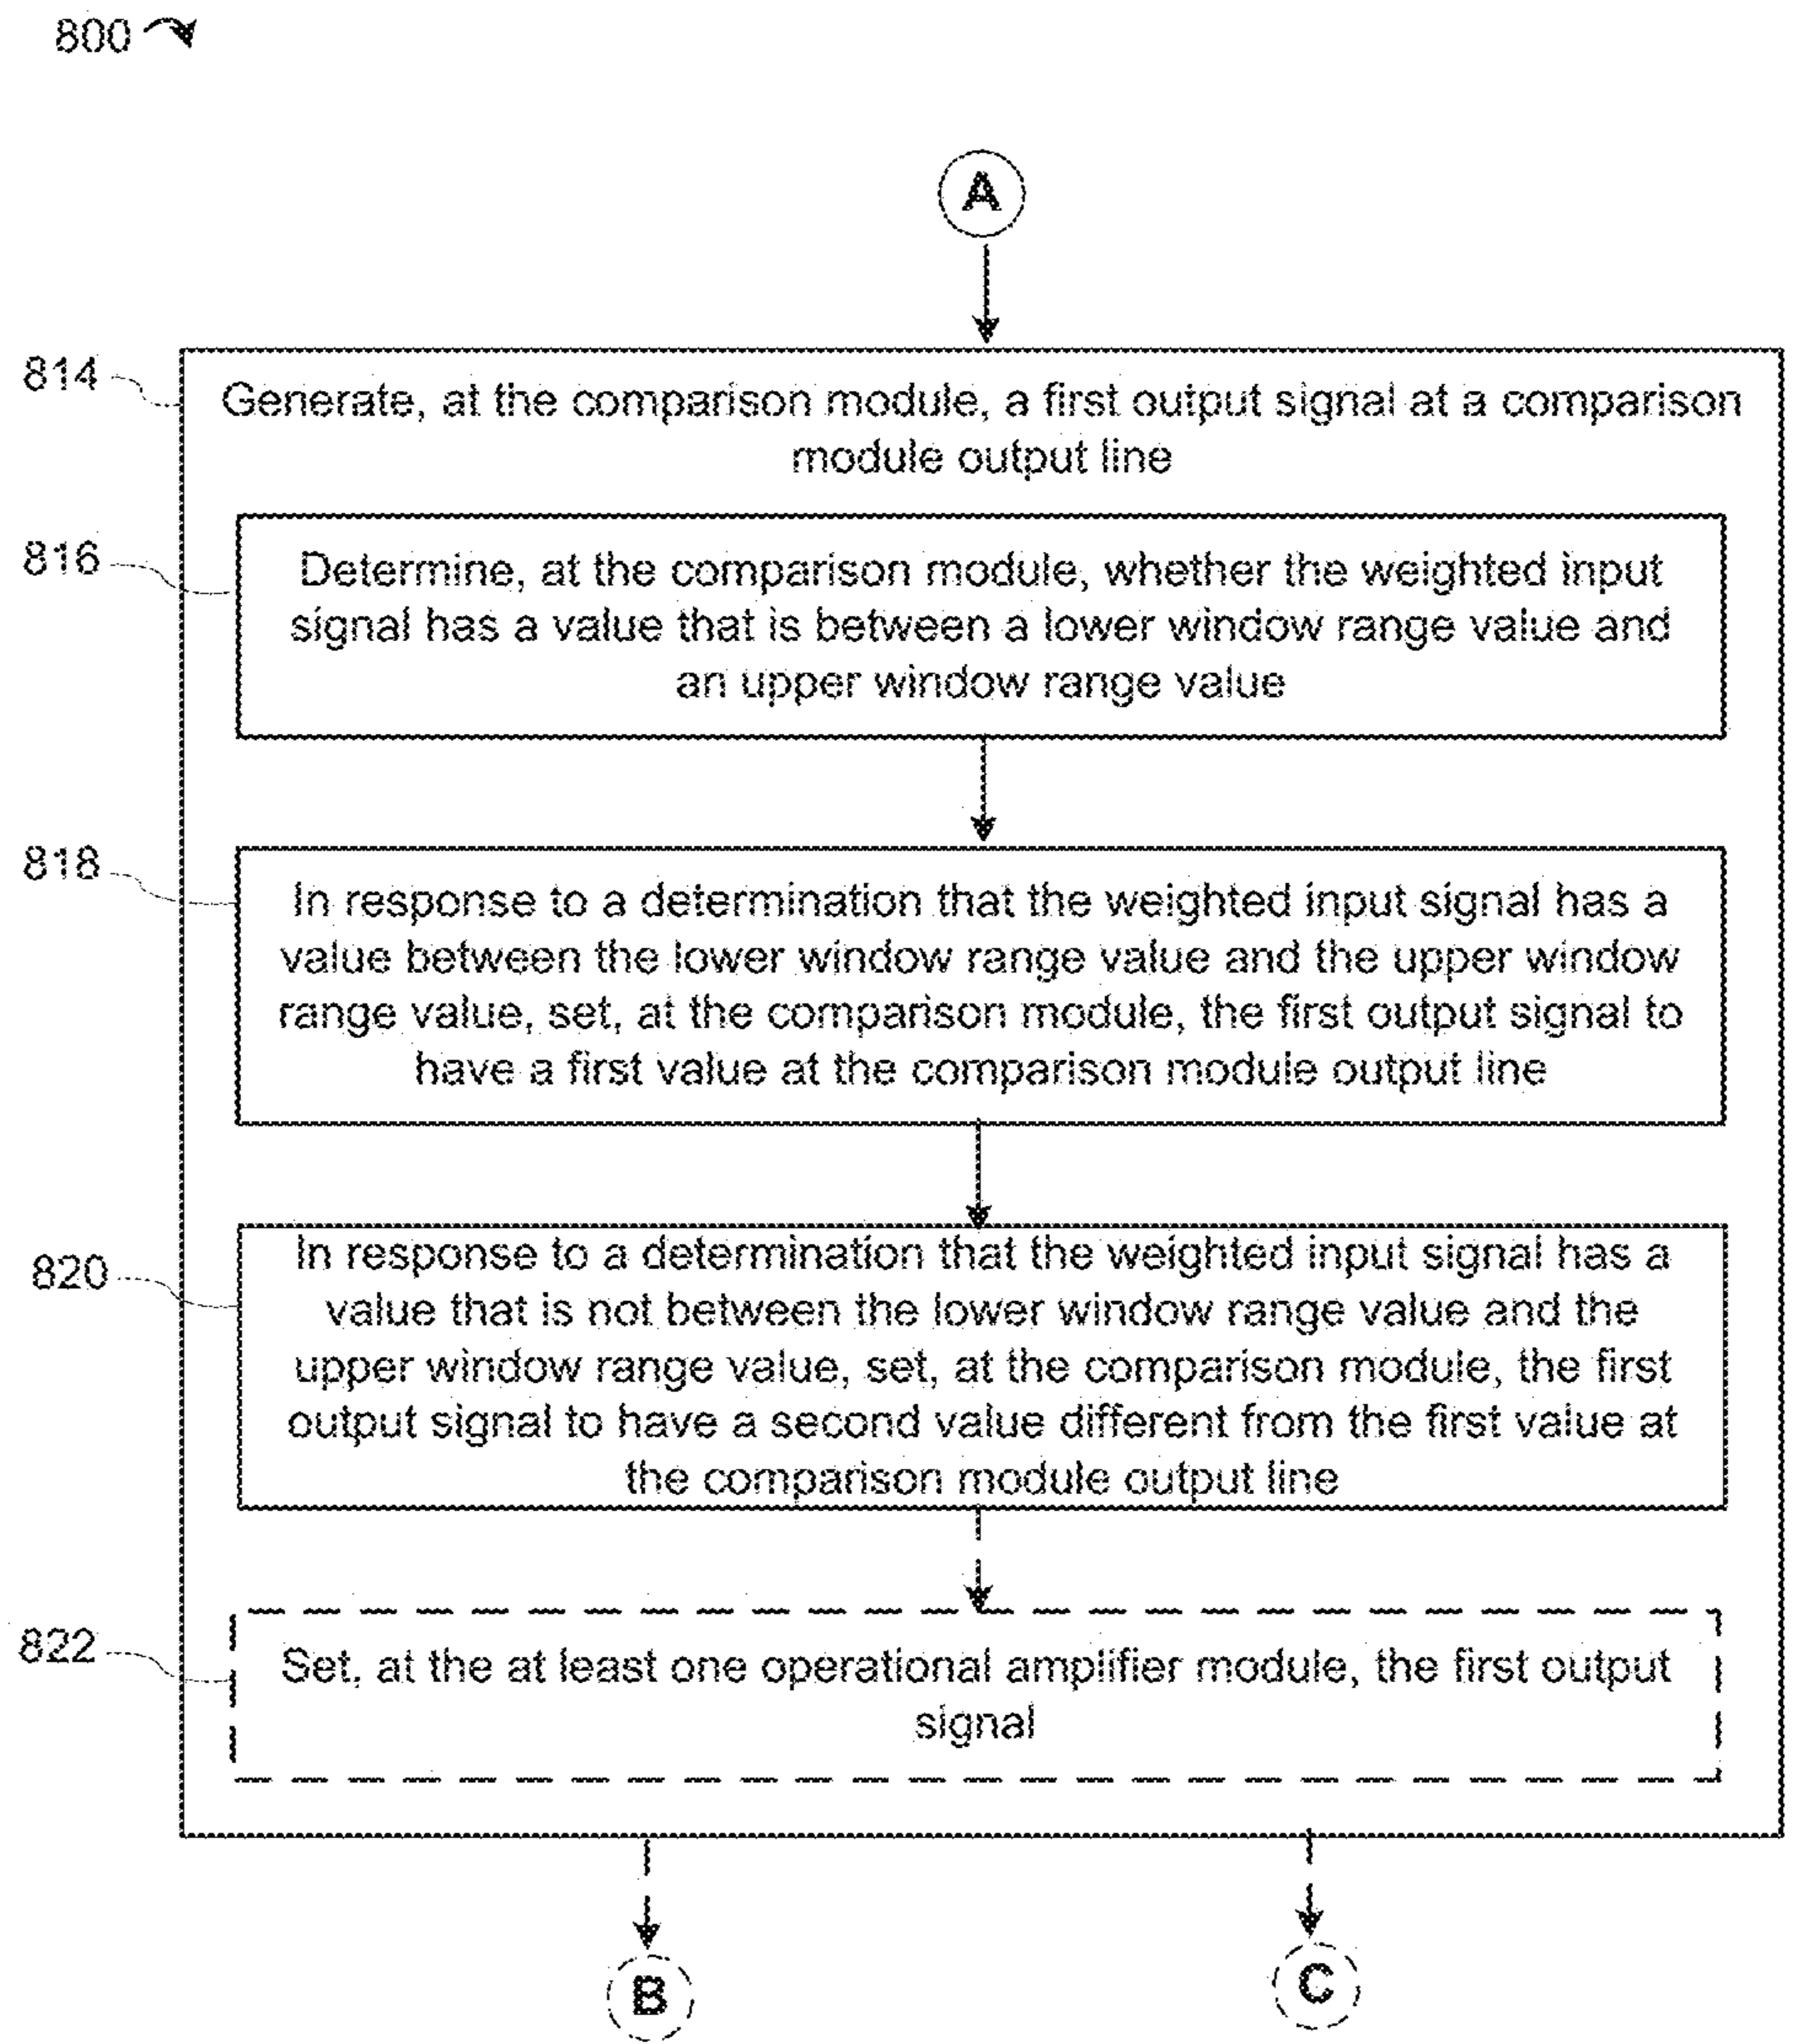 800
A
814
Generate, at the comparison module, a first output signal at a comparison
module output line
816
Determine, at the comparison module, whether the weighted input
signal has a value that is between a lower window range value and
an upper window range value
818
In response to a determination that the weighted input signal has a
value between the lower window range value and the upper window
range value, set, at the comparison module, the first output signal to
have a first value at the comparison module output line
820
In response to a determination that the weighted input signal has a
value that is not between the lower window range value and the
upper window range value, set, at the comparison module, the first
output signal to have a second value different from the first value at
the comparison module output line
822
Set, at the at least one operational amplifier module, the first output
signal
B
C